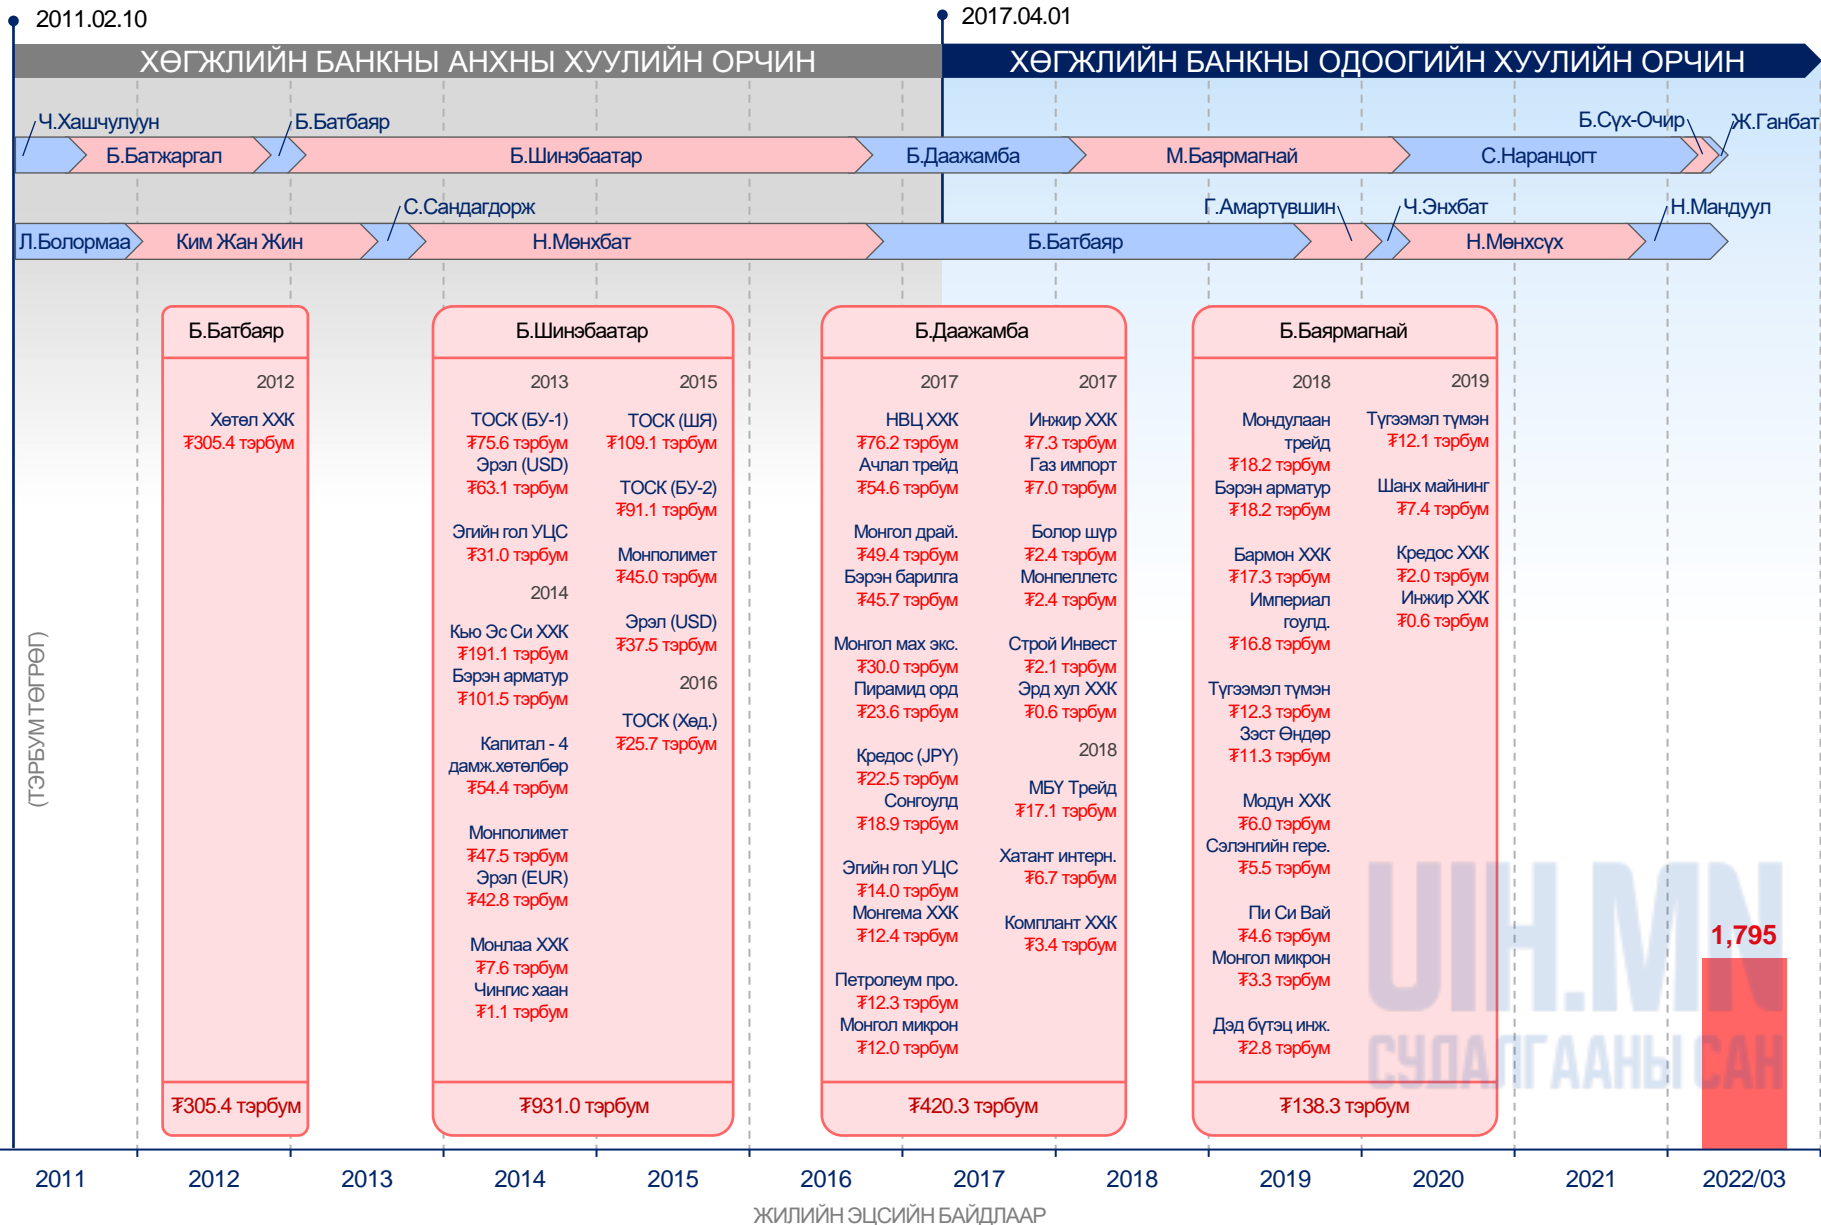 2011.02.10
2017.04.01
ХӨГЖЛИЙН БАНКНЫ АНХНЫ ХУУЛИЙН ОРЧИН
ХӨГЖЛИЙН БАНКНЫ ОДООГИЙН ХУУЛИЙН ОРЧИН
Ч.Хашчулуун
Б.Батбаяр
Б.Сүх-Очир
Ж.Ганбат
Б.Батжаргал
Б.Шинэбаатар
Б.Даажамба
М.Баярмагнай
С.Наранцогт
С.Сандагдорж
Г.Амартүвшин
Ч.Энхбат
Н.Мандуул
Л.Болормаа
Ким Жан Жин
Н.Мөнхбат
Б.Батбаяр
Н.Мөнхсүх
Б.Батбаяр
2012
Хөтөл ХХК
₮305.4 тэрбум
₮305.4 тэрбум
Б.Шинэбаатар
2013
ТОСК (БУ-1)
₮75.6 тэрбум
Эрэл (USD)
₮63.1 тэрбум
Эгийн гол УЦС
₮31.0 тэрбум
2014
Кью Эс Си ХХК
₮191.1 тэрбум
Бэрэн арматур
₮101.5 тэрбум
Капитал - 4
дамж.хөтөлбөр
₮54.4 тэрбум
Монполимет
₮47.5 тэрбум
Эрэл (EUR)
₮42.8 тэрбум
Монлаа ХХК
₮7.6 тэрбум
Чингис хаан
₮1.1 тэрбум
2015
ТОСК (ШЯ)
₮109.1 тэрбум
ТОСК (БУ-2)
₮91.1 тэрбум
Монполимет
₮45.0 тэрбум
Эрэл (USD)
₮37.5 тэрбум
2016
ТОСК (Хөд.)
₮25.7 тэрбум
₮931.0 тэрбум
Б.Даажамба
2017
НВЦ ХХК
₮76.2 тэрбум
Ачлал трейд
₮54.6 тэрбум
Монгол драй.
₮49.4 тэрбум
Бэрэн барилга
₮45.7 тэрбум
Монгол мах экс.
₮30.0 тэрбум
Пирамид орд
₮23.6 тэрбум
Кредос (JPY)
₮22.5 тэрбум
Сонгоулд
₮18.9 тэрбум
Эгийн гол УЦС
₮14.0 тэрбум
Монгема ХХК
₮12.4 тэрбум
Петролеум про.
₮12.3 тэрбум
Монгол микрон
₮12.0 тэрбум
2017
Инжир ХХК
₮7.3 тэрбум
Газ импорт
₮7.0 тэрбум
Болор шүр
₮2.4 тэрбум
Монпеллетс
₮2.4 тэрбум
Строй Инвест
₮2.1 тэрбум
Эрд хул ХХК
₮0.6 тэрбум
2018
МБҮ Трейд
₮17.1 тэрбум
Хатант интерн.
₮6.7 тэрбум
Комплант ХХК
₮3.4 тэрбум
₮420.3 тэрбум
Б.Баярмагнай
2018
Мондулаан
трейд
₮18.2 тэрбум
Бэрэн арматур
₮18.2 тэрбум
Бармон ХХК
₮17.3 тэрбум
Империал
гоулд.
₮16.8 тэрбум
Түгээмэл түмэн
₮12.3 тэрбум
Зэст Өндөр
₮11.3 тэрбум
Модун ХХК
₮6.0 тэрбум
Сэлэнгийн гере.
₮5.5 тэрбум
Пи Си Вай
₮4.6 тэрбум
Монгол микрон
₮3.3 тэрбум
Дэд бүтэц инж.
₮2.8 тэрбум
2019
Түгээмэл түмэн
₮12.1 тэрбум
Шанх майнинг
₮7.4 тэрбум
Кредос ХХК
₮2.0 тэрбум
Инжир ХХК
₮0.6 тэрбум
₮138.3 тэрбум
1,795
UIH.MN
СУДАЛГААНЫ САН
(ТЭРБУМ ТӨГРӨГ)
2011
2012
2013
2014
2015
2016
2017
2018
2019
2020
2021
2022/03
ЖИЛИЙН ЭЦСИЙН БАЙДЛААР